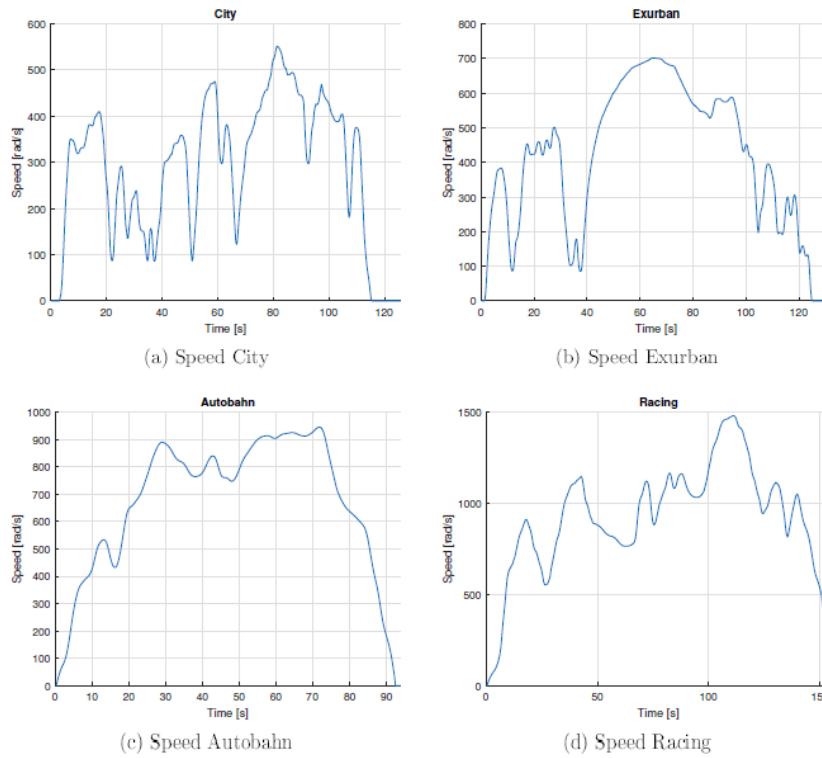 City
600
500
400
300
200
100
0
Speed [rad/s]
0 20 40 60 80 100 120
Time [s]
(a) Speed City
Exurban
800
700
600
500
400
300
200
100
0
Speed [rad/s]
0 20 40 60 80 100 120
Time [s]
(b) Speed Exurban
Autobahn
1000
900
800
700
600
500
400
300
200
100
0
Speed [rad/s]
0 10 20 30 40 50 60 70 80 90
Time [s]
(c) Speed Autobahn
Racing
1500
1000
500
0
Speed [rad/s]
0 50 100 150
Time [s]
(d) Speed Racing